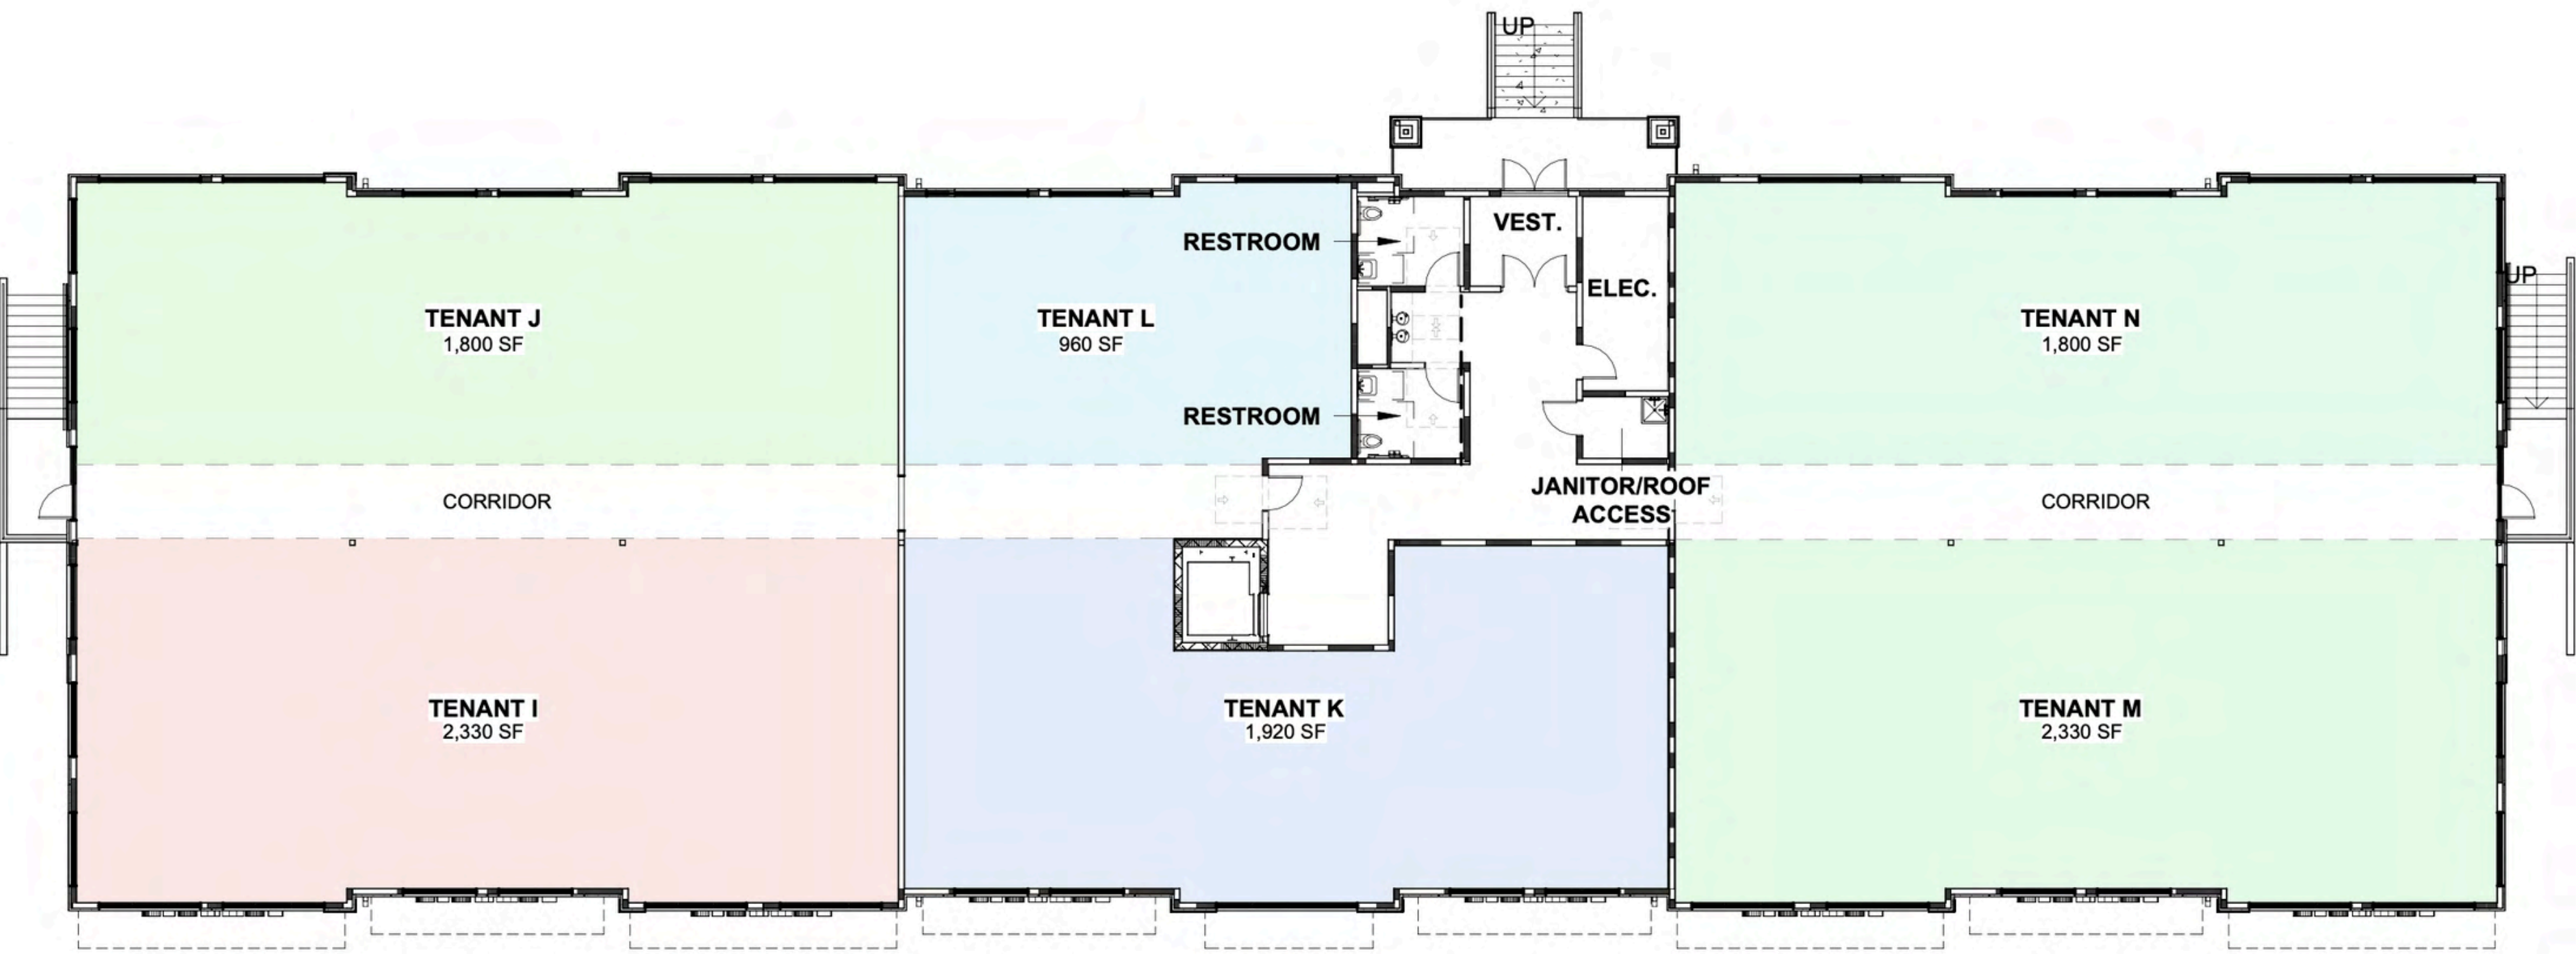 UP
RESTROOM
VEST.
UP
ELEC.
TENANT J
1,800 SF
TENANT L
960 SF
TENANT N
1,800 SF
RESTROOM
CORRIDOR
JANITOR/ROOF
ACCESS
CORRIDOR
TENANT I
2,330 SF
TENANT K
1,920 SF
TENANT M
2,330 SF